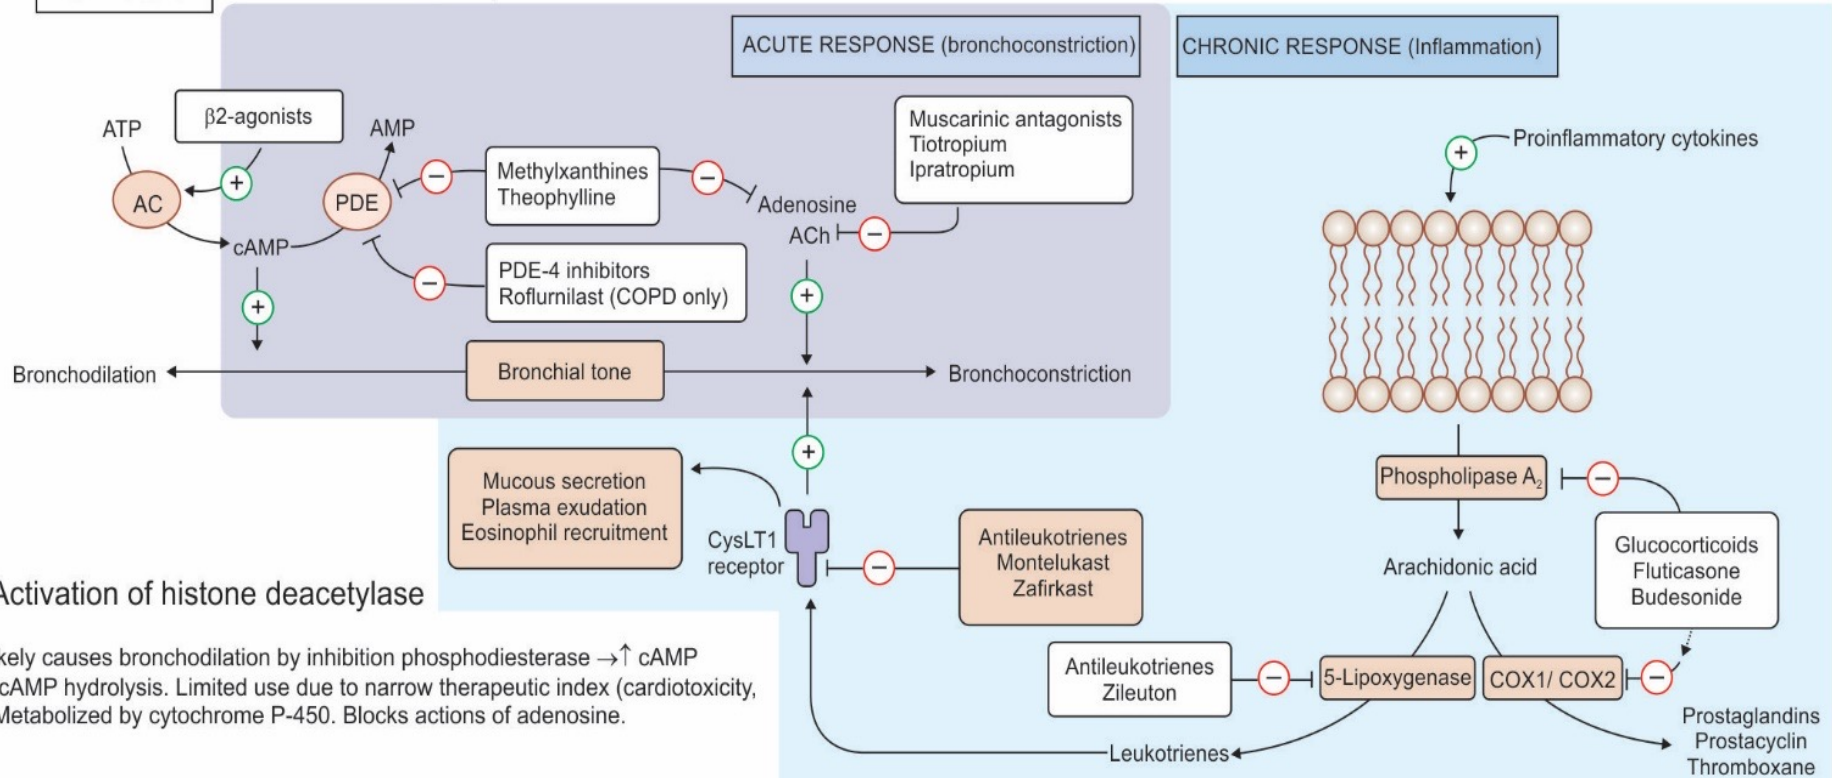 ACUTE RESPONSE (bronchoconstriction)
CHRONIC RESPONSE (Inflammation)
β2-agonists
ATP
AMP
AC
PDE
cAMP
Methylxanthines
Theophylline
Muscarinic antagonists
Tiotropium
Ipratropium
Adenosine
ACh
PDE-4 inhibitors
Roflurnilast (COPD only)
Proinflammatory cytokines
+
+
+
+
+
−
−
−
−
−
−
−
−
Bronchodilation
Bronchial tone
Bronchoconstriction
Mucous secretion
Plasma exudation
Eosinophil recruitment
CysLT1
receptor
Antileukotrienes
Montelukast
Zafirkast
Phospholipase A₂
Arachidonic acid
Glucocorticoids
Fluticasone
Budesonide
Antileukotrienes
Zileuton
5-Lipoxygenase
COX1/ COX2
Leukotrienes
Prostaglandins
Prostacyclin
Thromboxane
Activation of histone deacetylase
kely causes bronchodilation by inhibition phosphodiesterase →↑ cAMP
cAMP hydrolysis. Limited use due to narrow therapeutic index (cardiotoxicity,
Metabolized by cytochrome P-450. Blocks actions of adenosine.